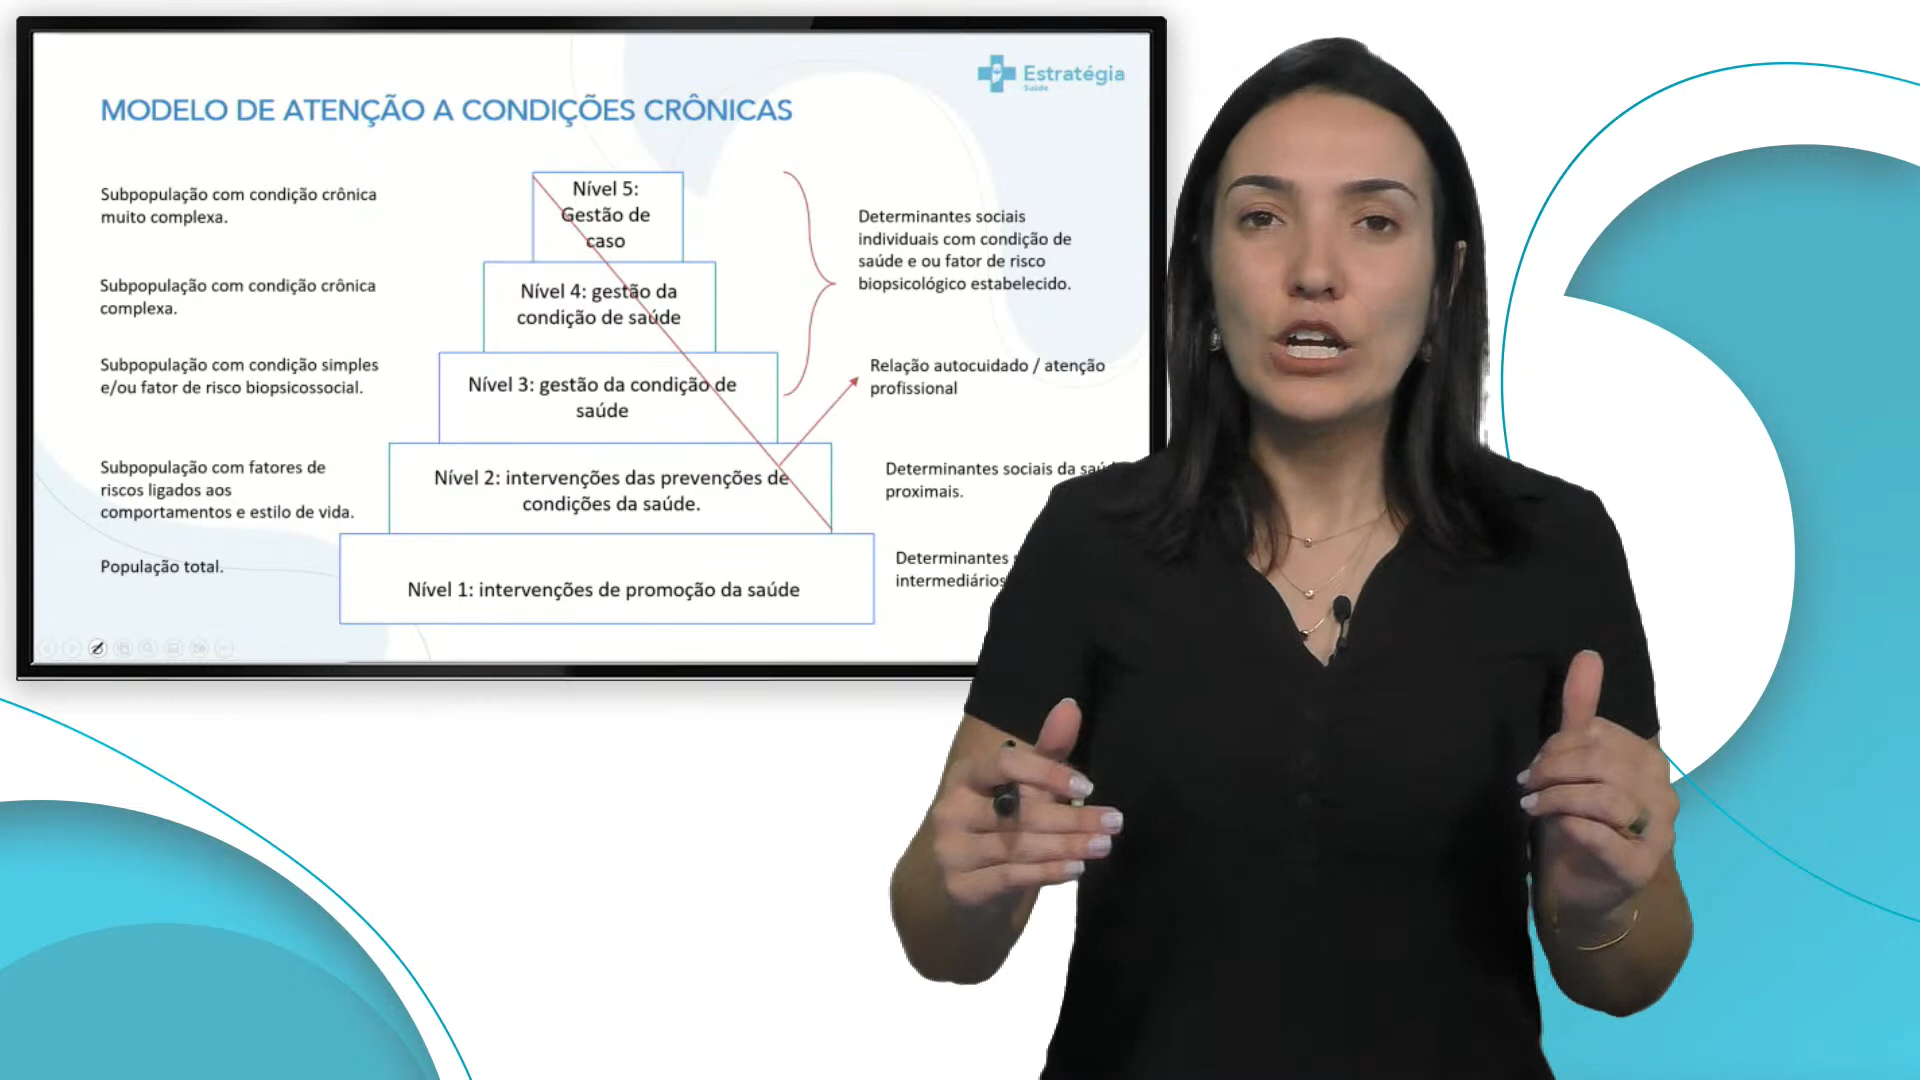 Estratégia
Saúde
MODELO DE ATENÇÃO A CONDIÇÕES CRÔNICAS
Subpopulação com condição crônica
muito complexa.
Subpopulação com condição crônica
complexa.
Subpopulação com condição simples
e/ou fator de risco biopsicossocial.
Subpopulação com fatores de
riscos ligados aos
comportamentos e estilo de vida.
População total.
Nível 5:
Gestão de
caso
Nível 4: gestão da
condição de saúde
Nível 3: gestão da condição de
saúde
Nível 2: intervenções das prevenções de
condições da saúde.
Nível 1: intervenções de promoção da saúde
Determinantes sociais
individuais com condição de
saúde e ou fator de risco
biopsicológico estabelecido.
Relação autocuidado / atenção
profissional
Determinantes sociais da
proximais.
Determinantes
intermediários